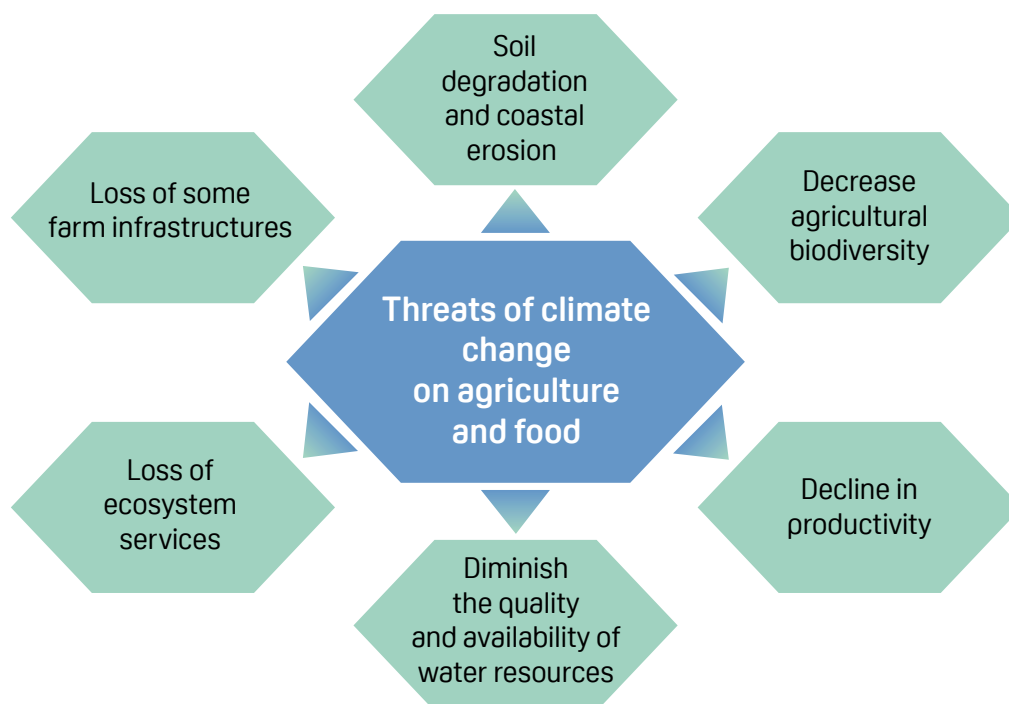 Soil
degradation
and coastal
erosion
Loss of some
farm infrastructures
Decrease
agricultural
biodiversity
Threats of climate
change
on agriculture
and food
Loss of
ecosystem
services
Decline in
productivity
Diminish
the quality
and availability of
water resources